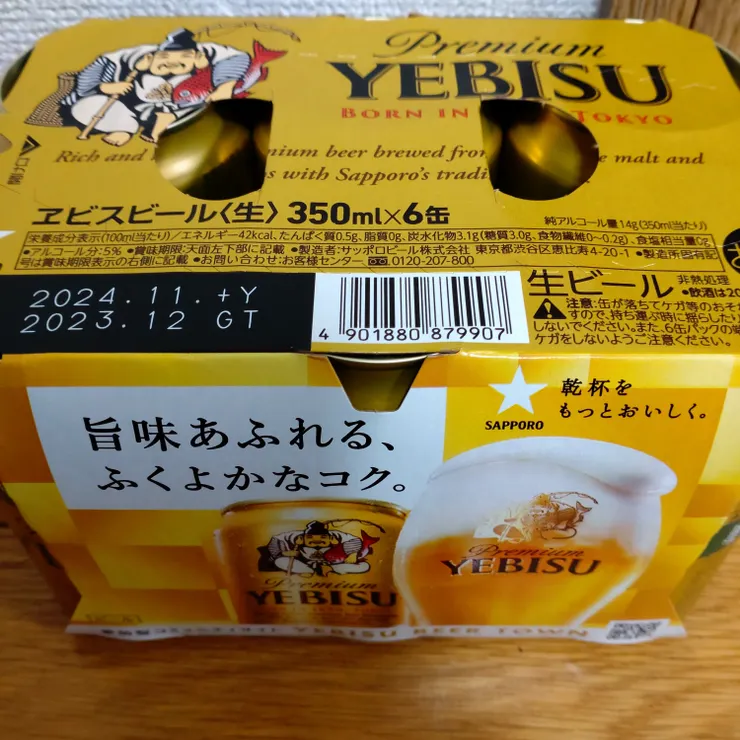 Premium
YEBISU
BORN IN TOKYO
開け口
Rich and premium beer brewed from malt and
with Sapporo's tradi
ヱビスビール〈生〉 350ml×6缶
純アルコール量14g(350ml当たり)
栄養成分表示(100ml当たり)/エネルギー42kcal、たんぱく質0.5g、脂質0g、炭水化物3.1g(糖質3.0g、食物繊維0~0.2g)、食塩相当量0g
●アルコール分:5% ●賞味期限:天面左下部に記載 ●製造者:サッポロビール株式会社 東京都渋谷区恵比寿4-20-1 ●製造所固有記
号は賞味期限表示の右側に記載 ●お問い合わせ:お客様センター 0120-207-800
2024.11.+Y
2023.12 GT
4 901880 879907
生ビール 非熱処理
●飲酒は20
注意:缶が落ちてケガ等のおそ
すので、持ち運ぶ時に揺らしたり
しないでください。また、6缶パックの
ケガをしないようご注意ください。
旨味あふれる、
ふくよかなコク。
SAPPORO
乾杯を
もっとおいしく。
Premium
YEBISU
Premium
YEBISU
YEBISU BEER TOWN